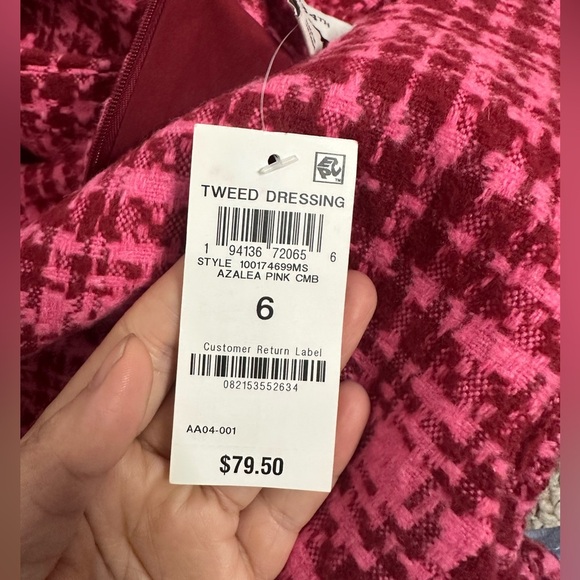 EPC
TWEED DRESSING
1 94136 72065 6
STYLE 100174699MS
AZALEA PINK CMB
6
Customer Return Label
082153552634
AA04-001
$79.50